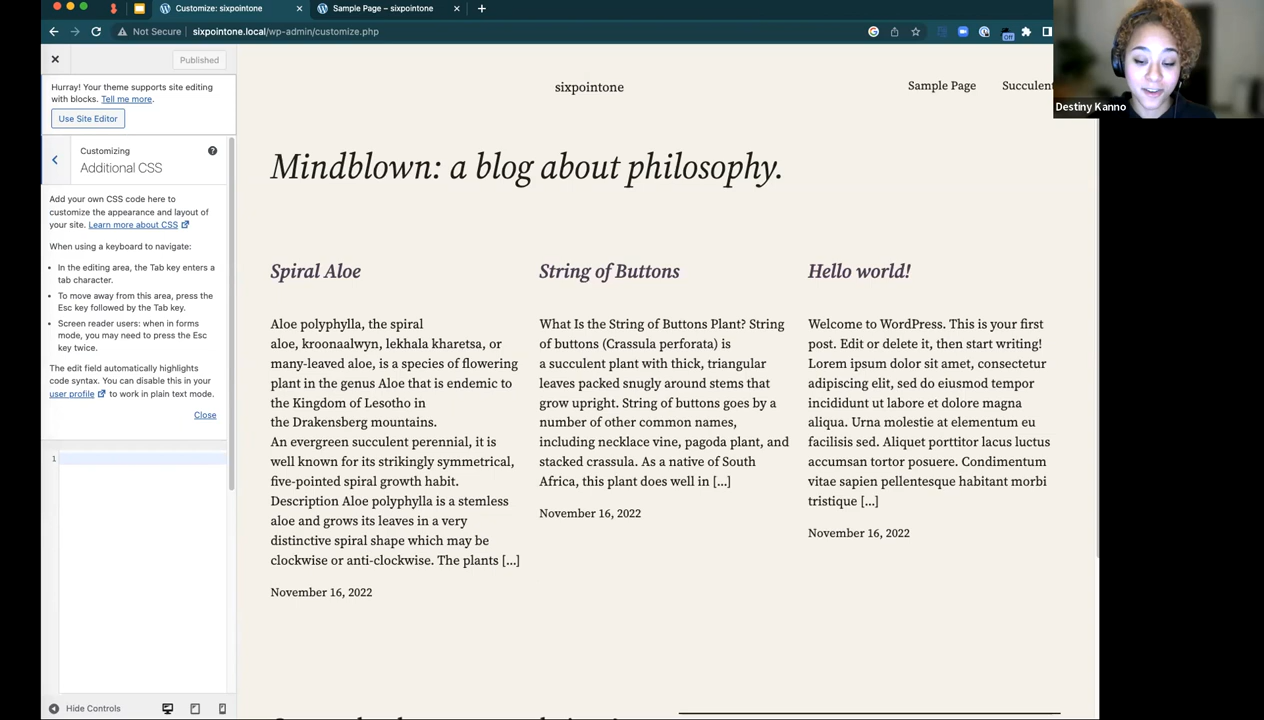 Customize: sixpointone
Sample Page – sixpointone
Not Secure
sixpointone.local/wp-admin/customize.php
Off
Destiny Kanno
Published
Hurray! Your theme supports site editing
with blocks. Tell me more.
Use Site Editor
Customizing
Additional CSS
Add your own CSS code here to
customize the appearance and layout of
your site. Learn more about CSS
When using a keyboard to navigate:
• In the editing area, the Tab key enters a
tab character.
• To move away from this area, press the
Esc key followed by the Tab key.
• Screen reader users: when in forms
mode, you may need to press the Esc
key twice.
The edit field automatically highlights
code syntax. You can disable this in your
user profile to work in plain text mode.
Close
1
Hide Controls
sixpointone
Sample Page
Succulent
Mindblown: a blog about philosophy.
Spiral Aloe
Aloe polyphylla, the spiral
aloe, kroonaalwyn, lekhala kharetsa, or
many-leaved aloe, is a species of flowering
plant in the genus Aloe that is endemic to
the Kingdom of Lesotho in
the Drakensberg mountains.
An evergreen succulent perennial, it is
well known for its strikingly symmetrical,
five-pointed spiral growth habit.
Description Aloe polyphylla is a stemless
aloe and grows its leaves in a very
distinctive spiral shape which may be
clockwise or anti-clockwise. The plants […]
November 16, 2022
String of Buttons
What Is the String of Buttons Plant? String
of buttons (Crassula perforata) is
a succulent plant with thick, triangular
leaves packed snugly around stems that
grow upright. String of buttons goes by a
number of other common names,
including necklace vine, pagoda plant, and
stacked crassula. As a native of South
Africa, this plant does well in […]
November 16, 2022
Hello world!
Welcome to WordPress. This is your first
post. Edit or delete it, then start writing!
Lorem ipsum dolor sit amet, consectetur
adipiscing elit, sed do eiusmod tempor
incididunt ut labore et dolore magna
aliqua. Urna molestie at elementum eu
facilisis sed. Aliquet porttitor lacus luctus
accumsan tortor posuere. Condimentum
vitae sapien pellentesque habitant morbi
tristique […]
November 16, 2022